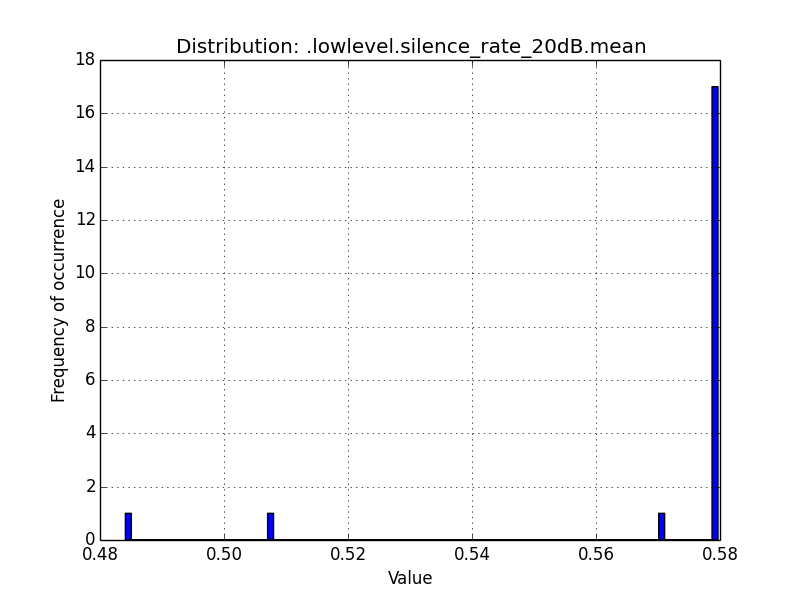 Distribution: .lowlevel.silence_rate_20dB.mean
18
16
14
12
10
8
6
4
2
0
Frequency of occurrence
0.48 0.50 0.52 0.54 0.56 0.58
Value